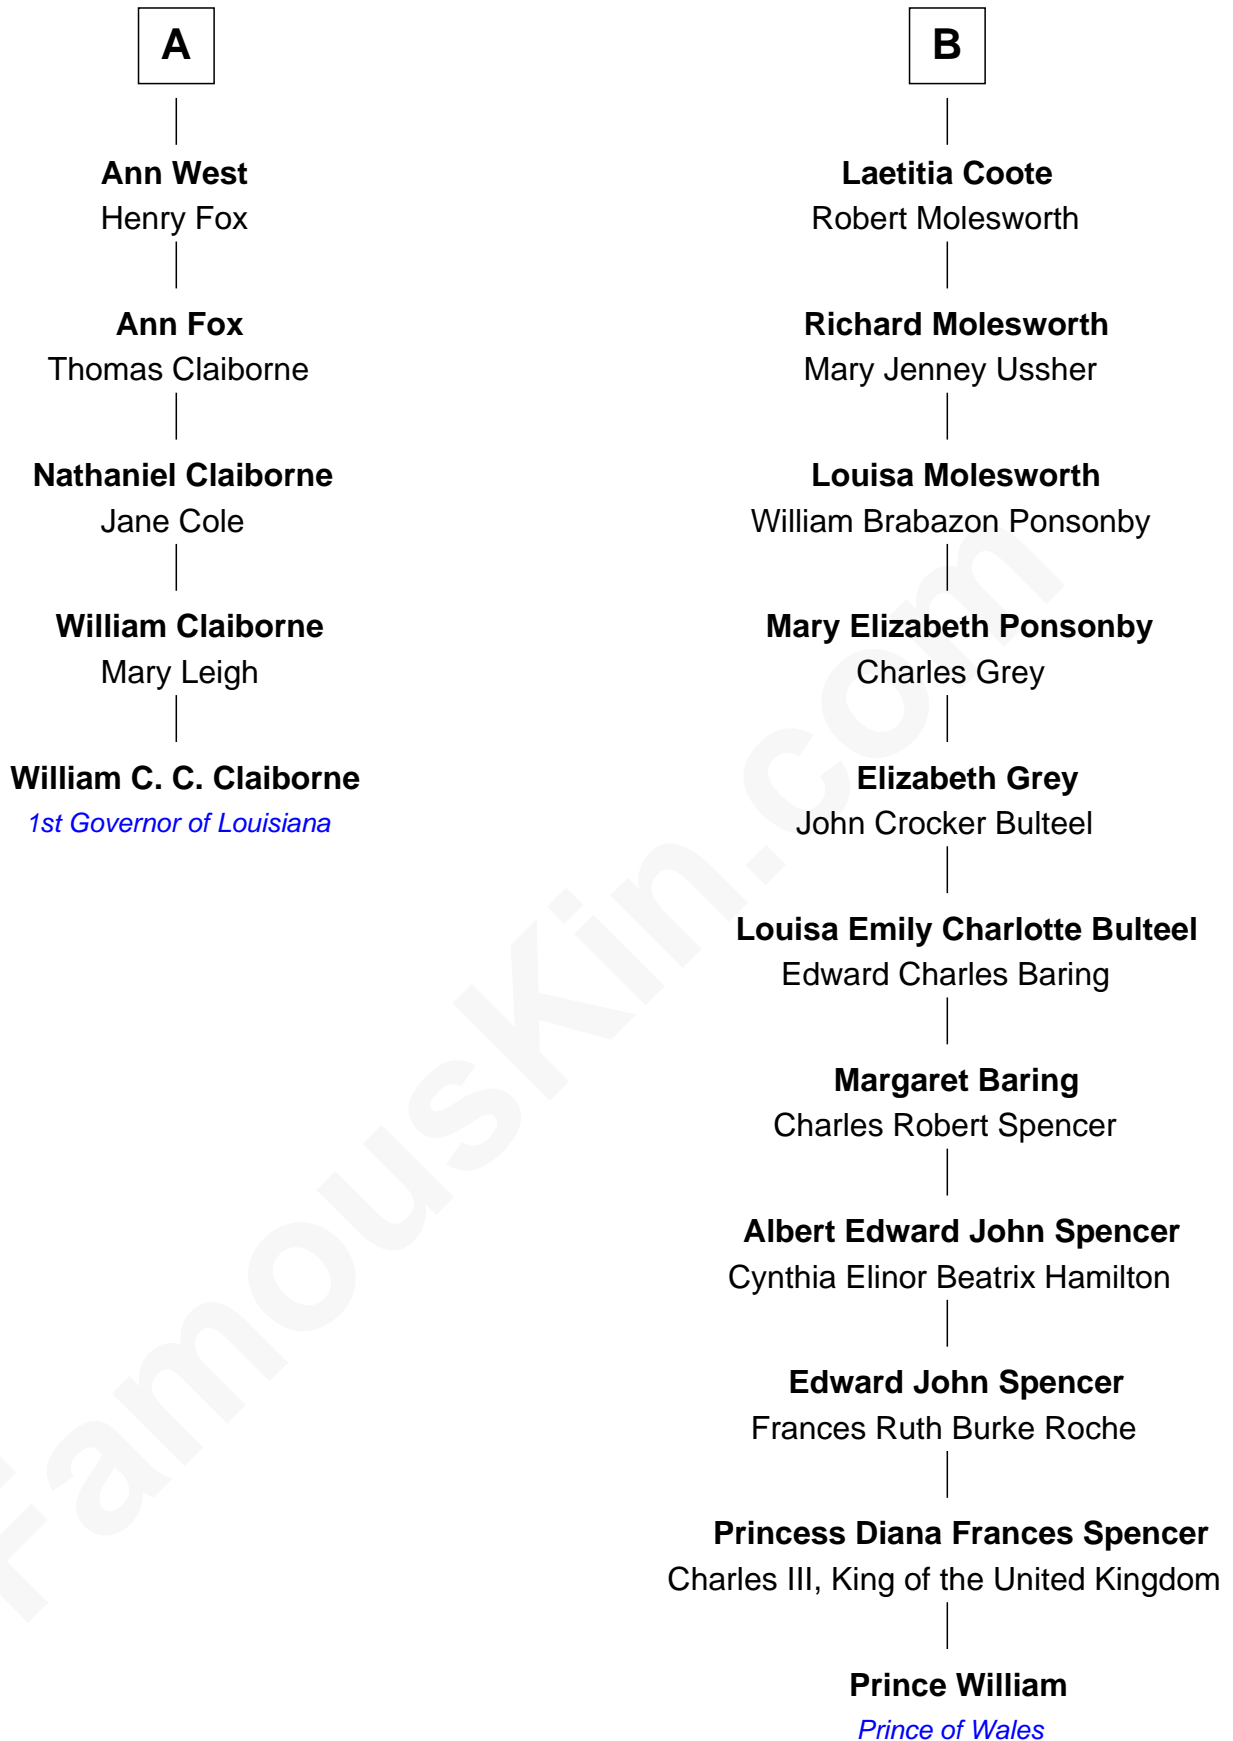 A
Ann West
Henry Fox
Ann Fox
Thomas Claiborne
Nathaniel Claiborne
Jane Cole
William Claiborne
Mary Leigh
William C. C. Claiborne
1st Governor of Louisiana
B
Laetitia Coote
Robert Molesworth
Richard Molesworth
Mary Jenney Ussher
Louisa Molesworth
William Brabazon Ponsonby
Mary Elizabeth Ponsonby
Charles Grey
Elizabeth Grey
John Crocker Bulteel
Louisa Emily Charlotte Bulteel
Edward Charles Baring
Margaret Baring
Charles Robert Spencer
Albert Edward John Spencer
Cynthia Elinor Beatrix Hamilton
Edward John Spencer
Frances Ruth Burke Roche
Princess Diana Frances Spencer
Charles III, King of the United Kingdom
Prince William
Prince of Wales
FamousKin.com